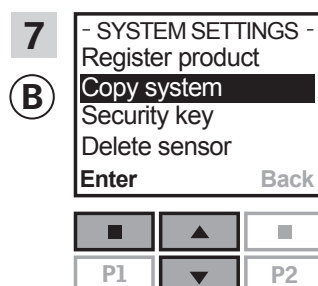 7
B
- SYSTEM SETTINGS -
Register product
Copy system
Security key
Delete sensor
Enter Back
P1 P2